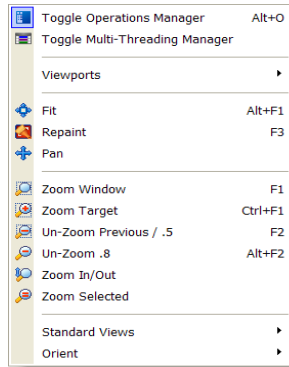 Toggle Operations Manager Alt+O
Toggle Multi-Threading Manager
Viewports
Fit Alt+F1
Repaint F3
Pan
Zoom Window F1
Zoom Target Ctrl+F1
Un-Zoom Previous / .5 F2
Un-Zoom .8 Alt+F2
Zoom In/Out
Zoom Selected
Standard Views
Orient